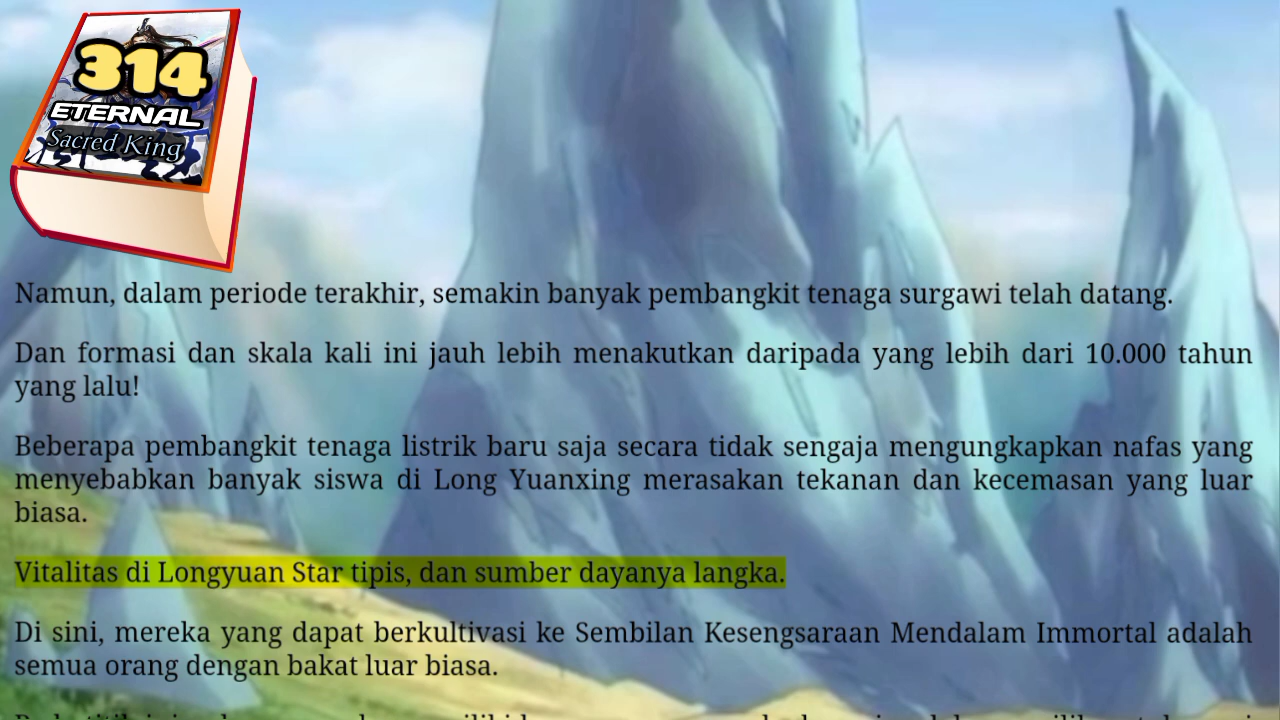 314
ETERNAL
Sacred King
Namun, dalam periode terakhir, semakin banyak pembangkit tenaga surgawi telah datang.
Dan formasi dan skala kali ini jauh lebih menakutkan daripada yang lebih dari 10.000 tahun
yang lalu!
Beberapa pembangkit tenaga listrik baru saja secara tidak sengaja mengungkapkan nafas yang
menyebabkan banyak siswa di Long Yuanxing merasakan tekanan dan kecemasan yang luar
biasa.
Vitalitas di Longyuan Star tipis, dan sumber dayanya langka.
Di sini, mereka yang dapat berkultivasi ke Sembilan Kesengsaraan Mendalam Immortal adalah
semua orang dengan bakat luar biasa.